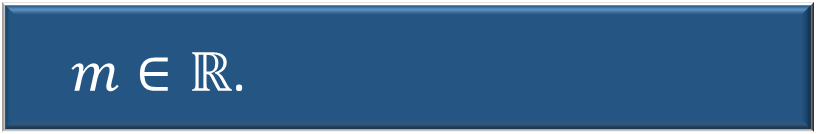 𝑚 ∈ ℝ.